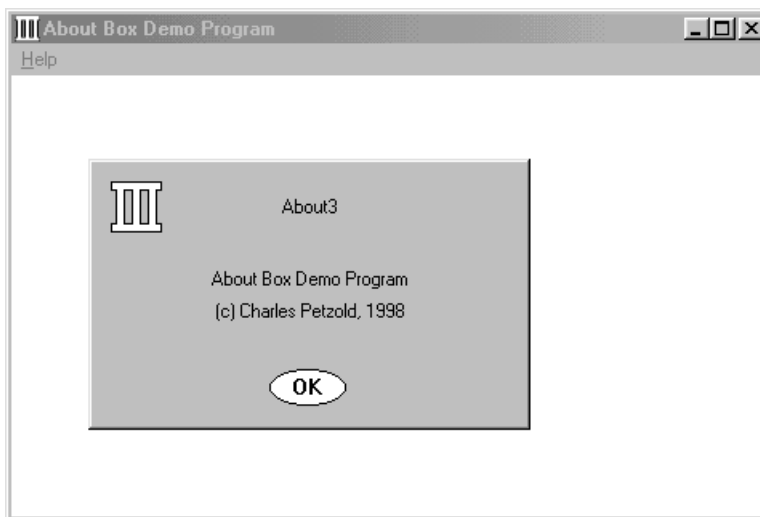 About Box Demo Program
Help
About3
About Box Demo Program
(c) Charles Petzold, 1998
OK